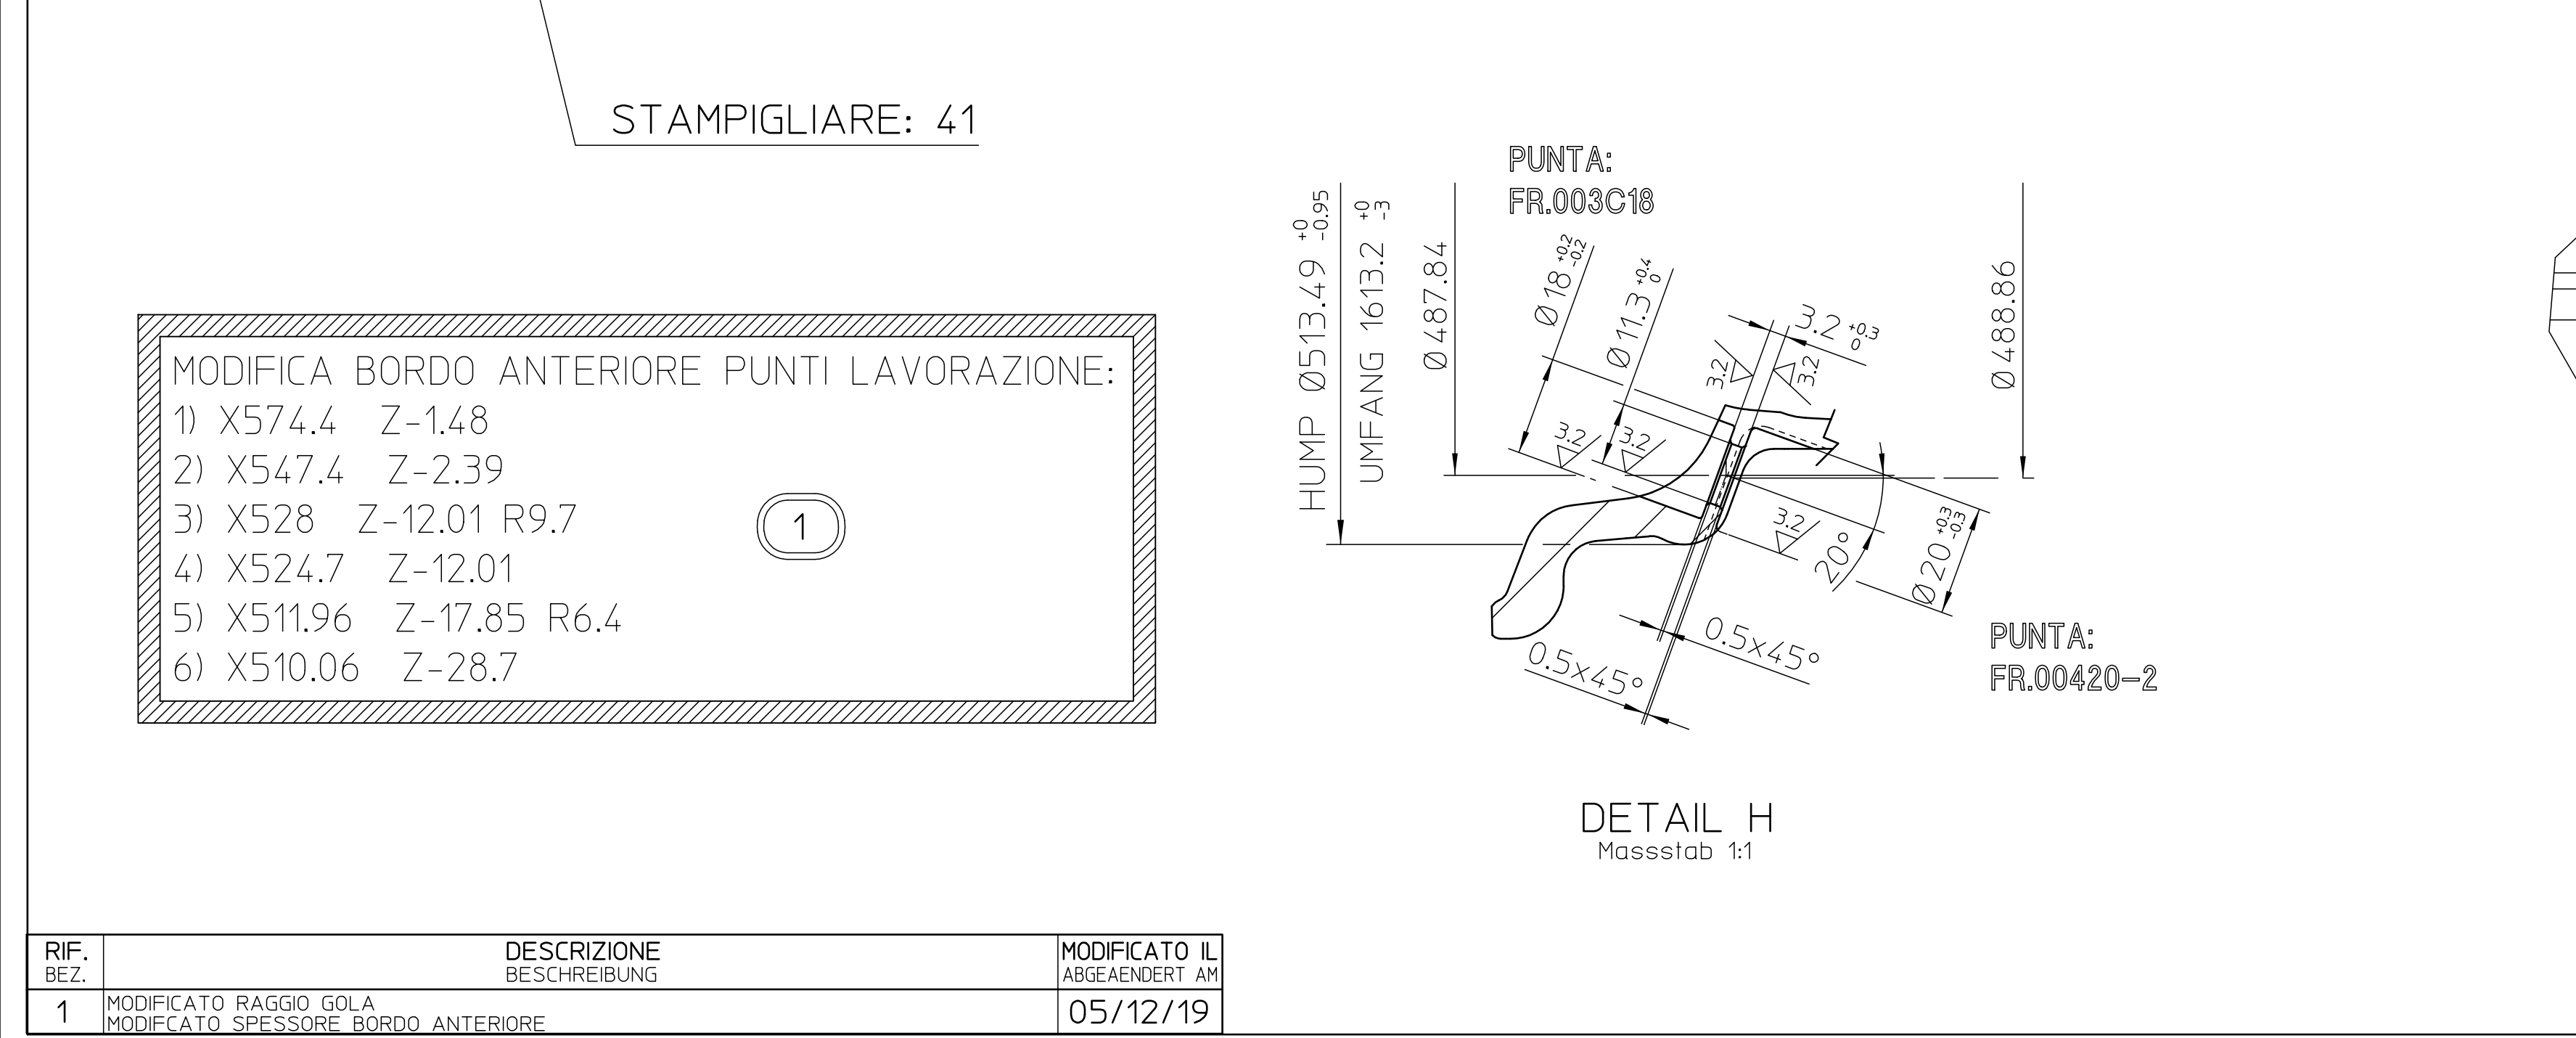 STAMPIGLIARE: 41
MODIFICA BORDO ANTERIORE PUNTI LAVORAZIONE:
1) X574.4 Z-1.48
2) X547.4 Z-2.39
3) X528 Z-12.01 R9.7
4) X524.7 Z-12.01
5) X511.96 Z-17.85 R6.4
6) X510.06 Z-28.7
1
PUNTA:
FR.003C18
HUMP Ø513.49 +0 -0.95
UMFANG 1613.2 +0 -3
Ø487.84
Ø18 +0.2 -0.2
Ø11.3 +0.4 0
3.2 +0.3 0
3.2
3.2
3.2
3.2
3.2
Ø488.86
20°
Ø20 +0.3 -0.3
0.5x45°
0.5x45°
PUNTA:
FR.00420-2
DETAIL H
Massstab 1:1
RIF.
BEZ.
DESCRIZIONE
BESCHREIBUNG
MODIFICATO IL
ABGEAENDERT AM
1
MODIFICATO RAGGIO GOLA
MODIFCATO SPESSORE BORDO ANTERIORE
05/12/19